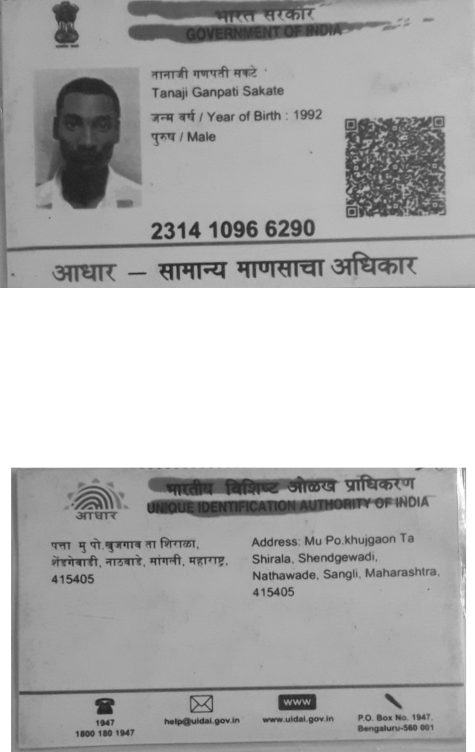 भारत सरकार
GOVERNMENT OF INDIA
तानाजी गणपती सकटे
Tanaji Ganpati Sakate
जन्म वर्ष / Year of Birth : 1992
पुरुष / Male
2314 1096 6290
आधार — सामान्य माणसाचा अधिकार
भारतीय विशिष्ट ओळख प्राधिकरण
UNIQUE IDENTIFICATION AUTHORITY OF INDIA
आधार
पत्ता मु पो.खुजगाव ता शिराळा,
शेंडगेवाडी, नाठवडे, सांगली, महाराष्ट्र,
415405
Address: Mu Po.khujgaon Ta
Shirala, Shendgewadi,
Nathawade, Sangli, Maharashtra,
415405
1947
1800 180 1947
help@uidai.gov.in
www
www.uidai.gov.in
P.O. Box No. 1947,
Bengaluru-560 001